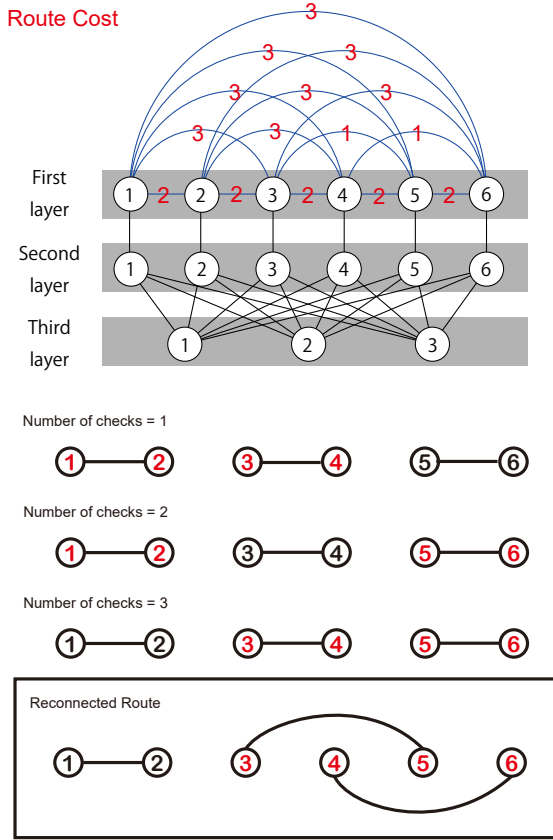 Route Cost
3
3
3 3 3
3 3 1 1
First
layer
1 2 2 2 3 2 4 2 5 2 6
Second
layer
1 2 3 4 5 6
Third
layer
1 2 3
Number of checks = 1
1 2 3 4 5 6
Number of checks = 2
1 2 3 4 5 6
Number of checks = 3
1 2 3 4 5 6
Reconnected Route
1 2 3 4 5 6